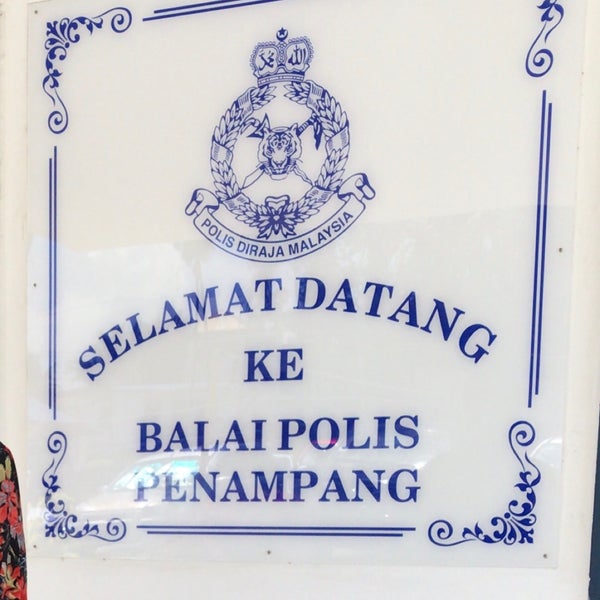 POLIS DIRAJA MALAYSIA
SELAMAT DATANG
KE
BALAI POLIS
PENAMPANG